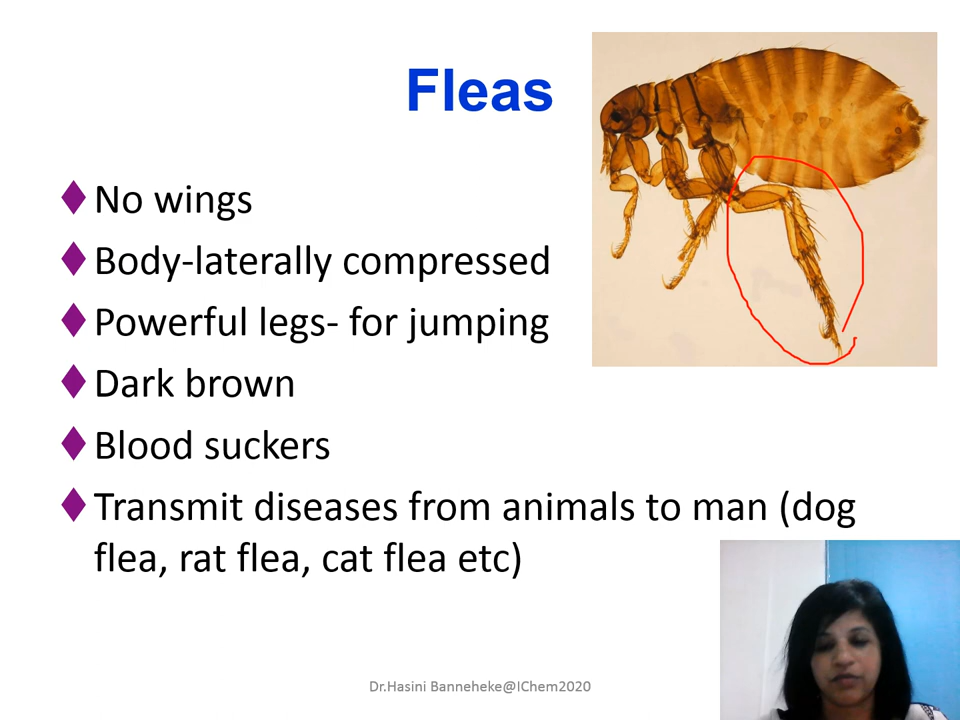 Fleas
No wings
Body-laterally compressed
Powerful legs- for jumping
Dark brown
Blood suckers
Transmit diseases from animals to man (dog
flea, rat flea, cat flea etc)
Dr.Hasini Banneheke@IChem2020